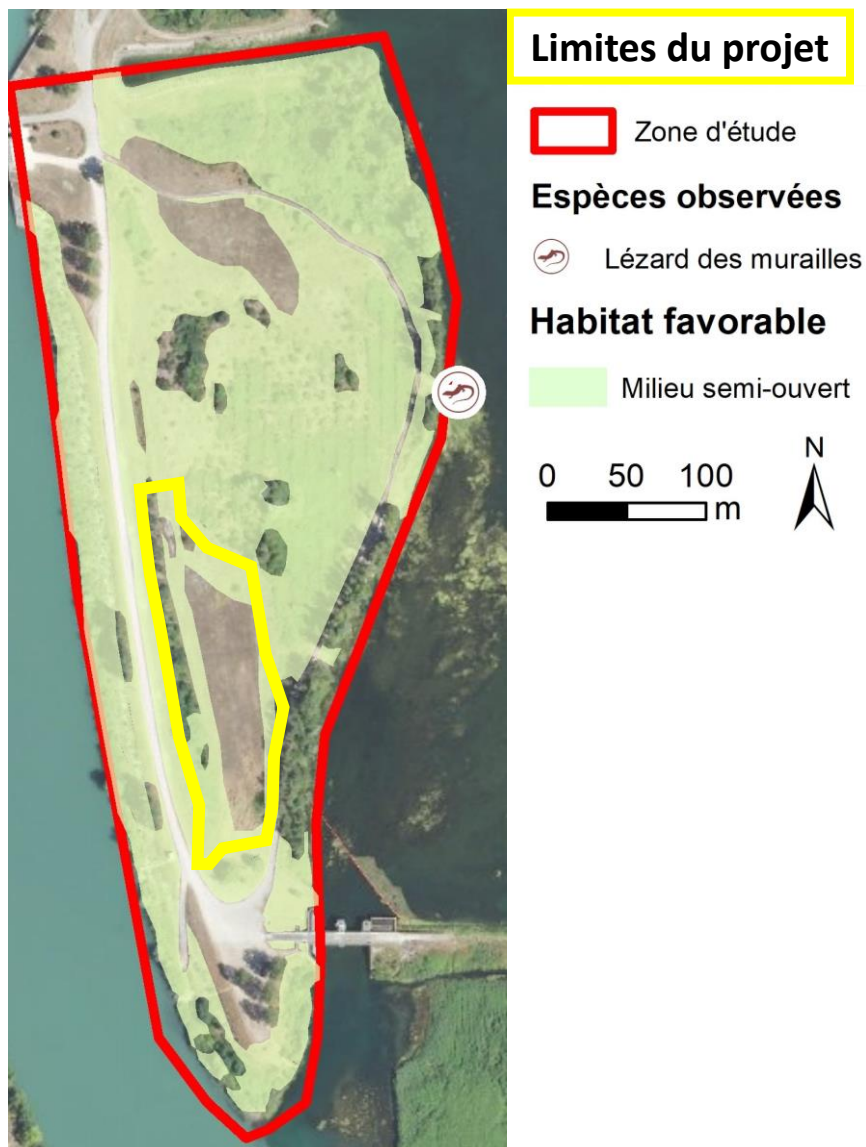 Limites du projet
Zone d'étude
Espèces observées
Lézard des murailles
Habitat favorable
Milieu semi-ouvert
0 50 100
m
N